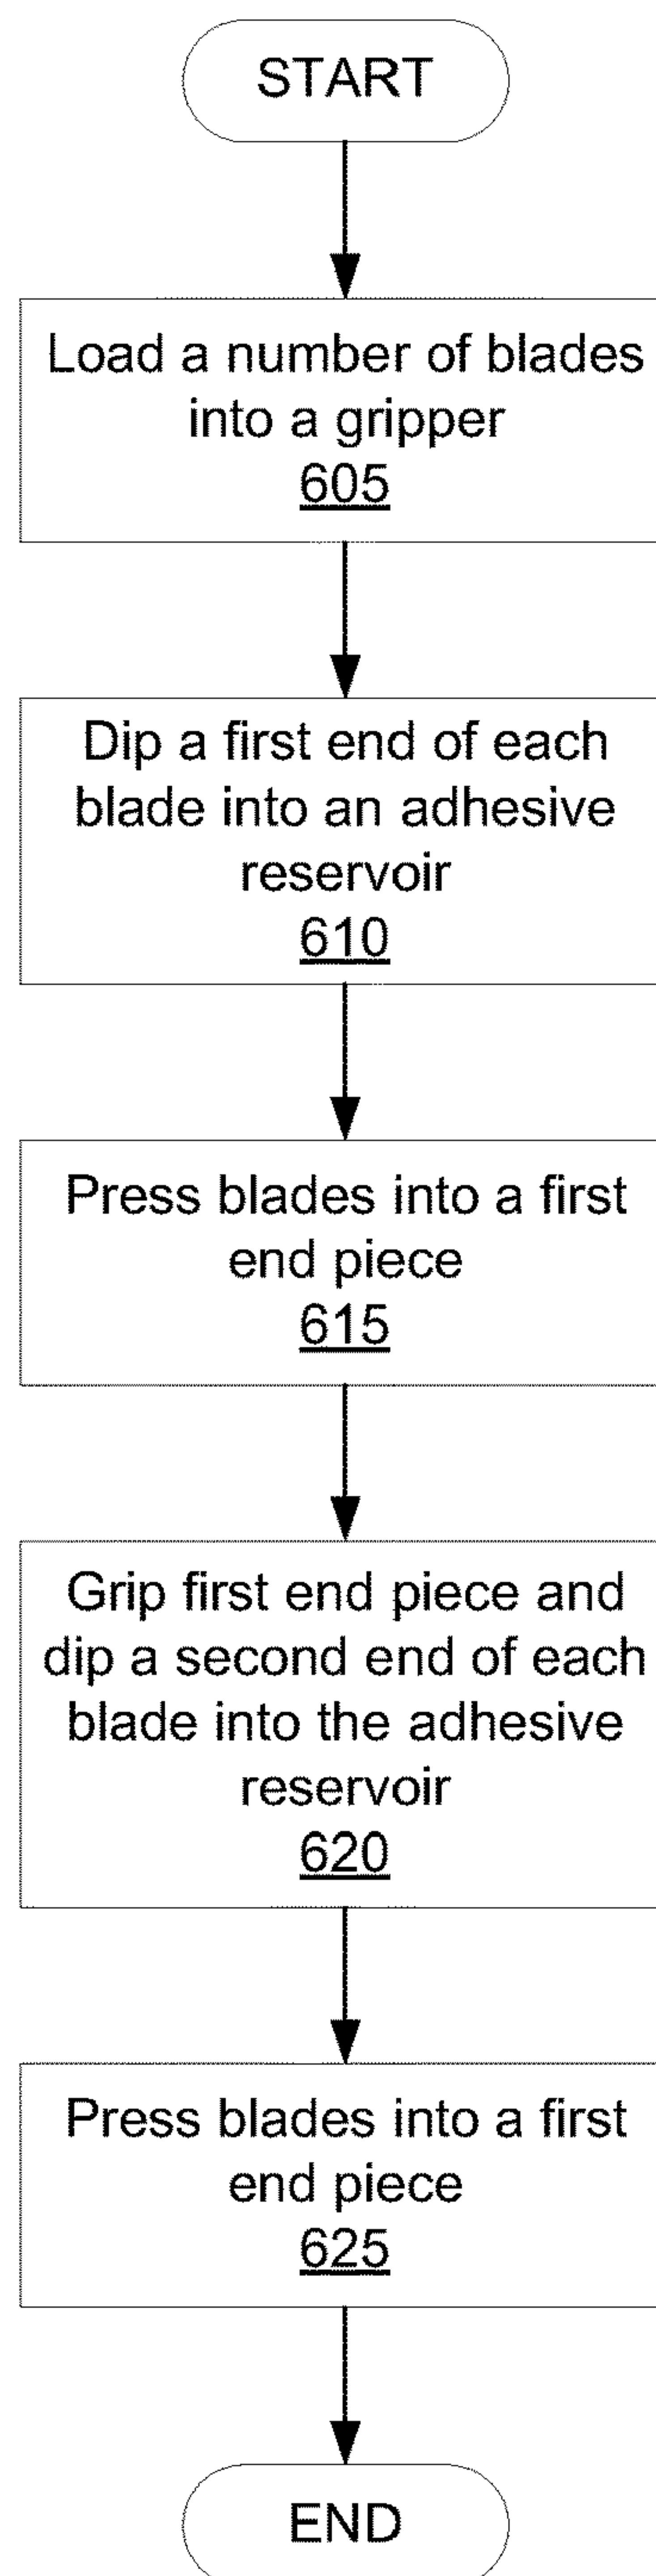 START
Load a number of blades
into a gripper
605
Dip a first end of each
blade into an adhesive
reservoir
610
Press blades into a first
end piece
615
Grip first end piece and
dip a second end of each
blade into the adhesive
reservoir
620
Press blades into a first
end piece
625
END